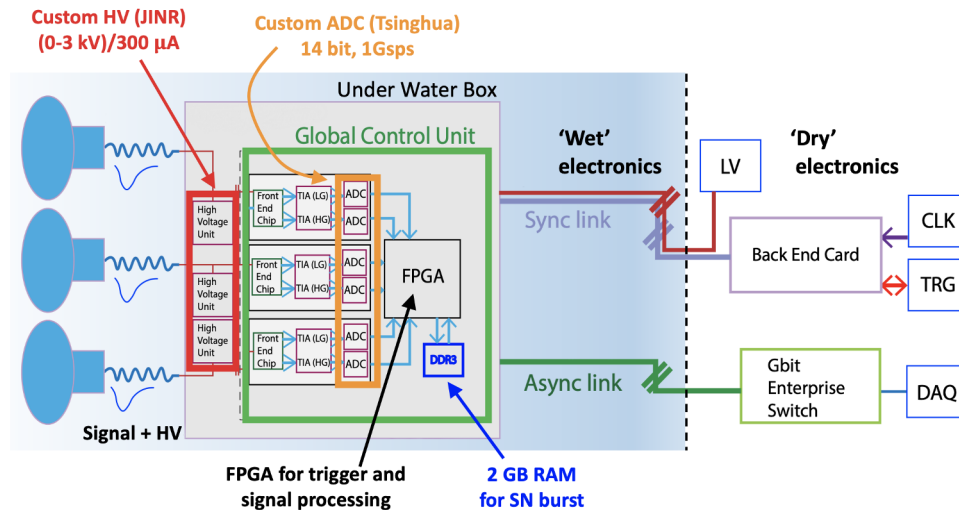 Custom HV (JINR)
(0-3 kV)/300 μA
Custom ADC (Tsinghua)
14 bit, 1Gsps
Under Water Box
Global Control Unit
'Wet'
electronics
'Dry'
electronics
LV
Sync link
Back End Card
CLK
TRG
High
Voltage
Unit
High
Voltage
Unit
High
Voltage
Unit
Front
End
Chip
TIA (LG)
TIA (HG)
ADC
ADC
Front
End
Chip
TIA (LG)
TIA (HG)
ADC
ADC
Front
End
Chip
TIA (LG)
TIA (HG)
ADC
ADC
FPGA
DDR3
Async link
Gbit
Enterprise
Switch
DAQ
Signal + HV
FPGA for trigger and
signal processing
2 GB RAM
for SN burst